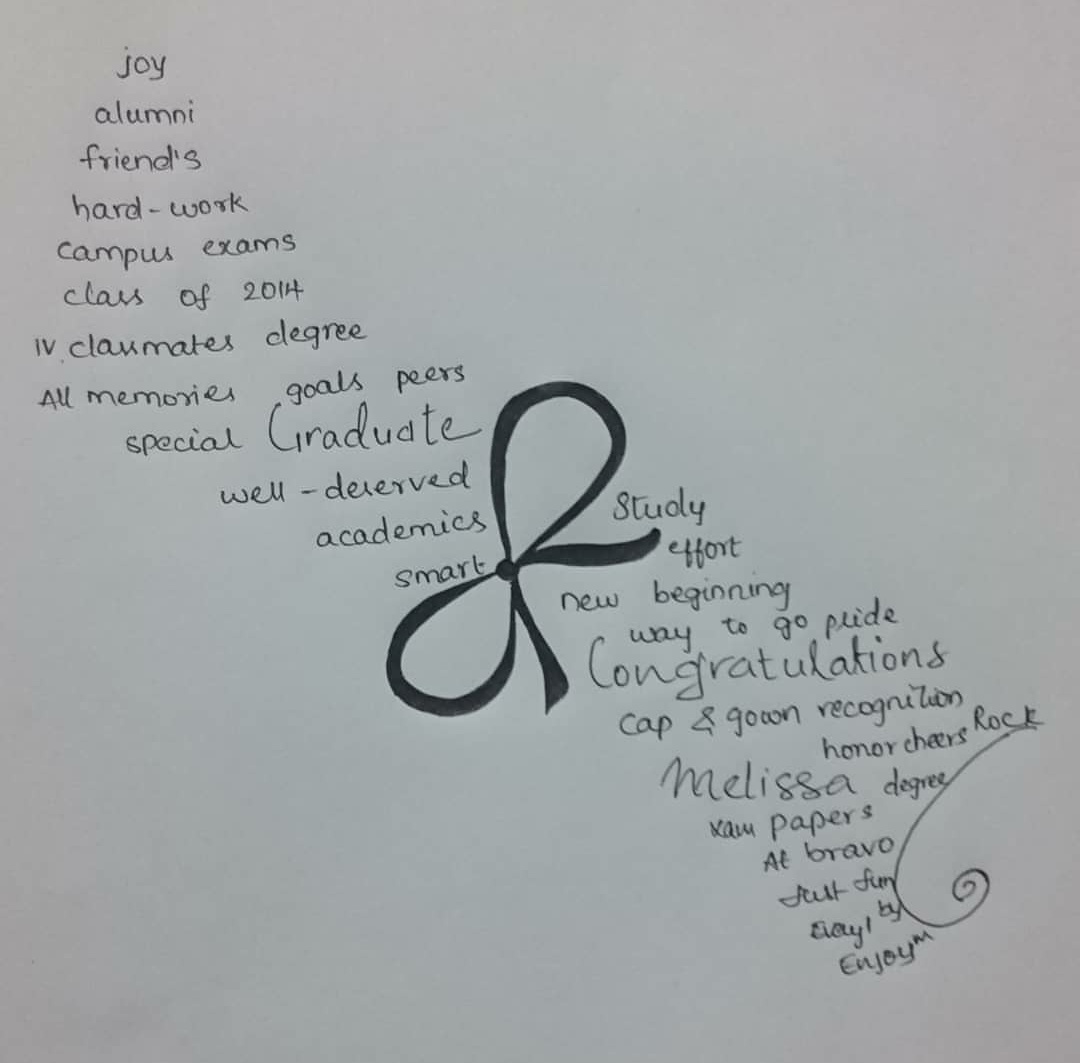 joy
alumni
friend's
hard-work
campus exams
class of 2014
IV classmates degree
All memories goals peers
special Graduate
well-deserved
academics
smart
Study
effort
new beginning
way to go pride
Congratulations
cap & gown recognition
honor cheers Rock
Melissa degree
xam papers
At bravo
Just fun
by
Enjoy